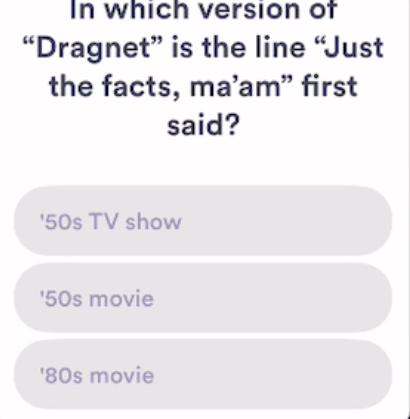 In which version of
“Dragnet” is the line “Just
the facts, ma’am” first
said?
'50s TV show
'50s movie
'80s movie